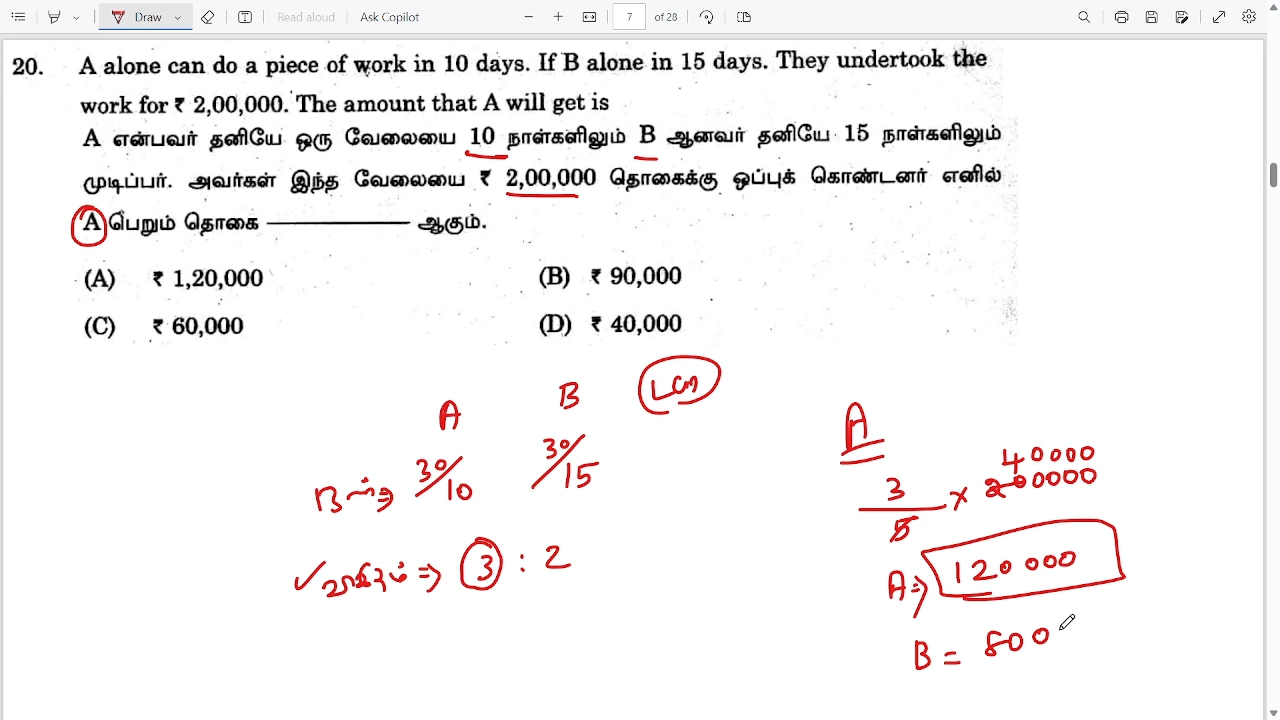 Draw
Read aloud
Ask Copilot
7 of 28
20. A alone can do a piece of work in 10 days. If B alone in 15 days. They undertook the
work for ₹ 2,00,000. The amount that A will get is
A என்பவர் தனியே ஒரு வேலையை 10 நாள்களிலும் B ஆனவர் தனியே 15 நாள்களிலும்
முடிப்பர். அவர்கள் இந்த வேலையை ₹ 2,00,000 தொகைக்கு ஒப்புக் கொண்டனர் எனில்
A பெறும் தொகை ———— ஆகும்.
(A) ₹ 1,20,000 (B) ₹ 90,000
(C) ₹ 60,000 (D) ₹ 40,000
A B LCM
30/10 30/15
3 : 2
A
40000
3/5 × 200000
A ⇒ 120000
B = 800